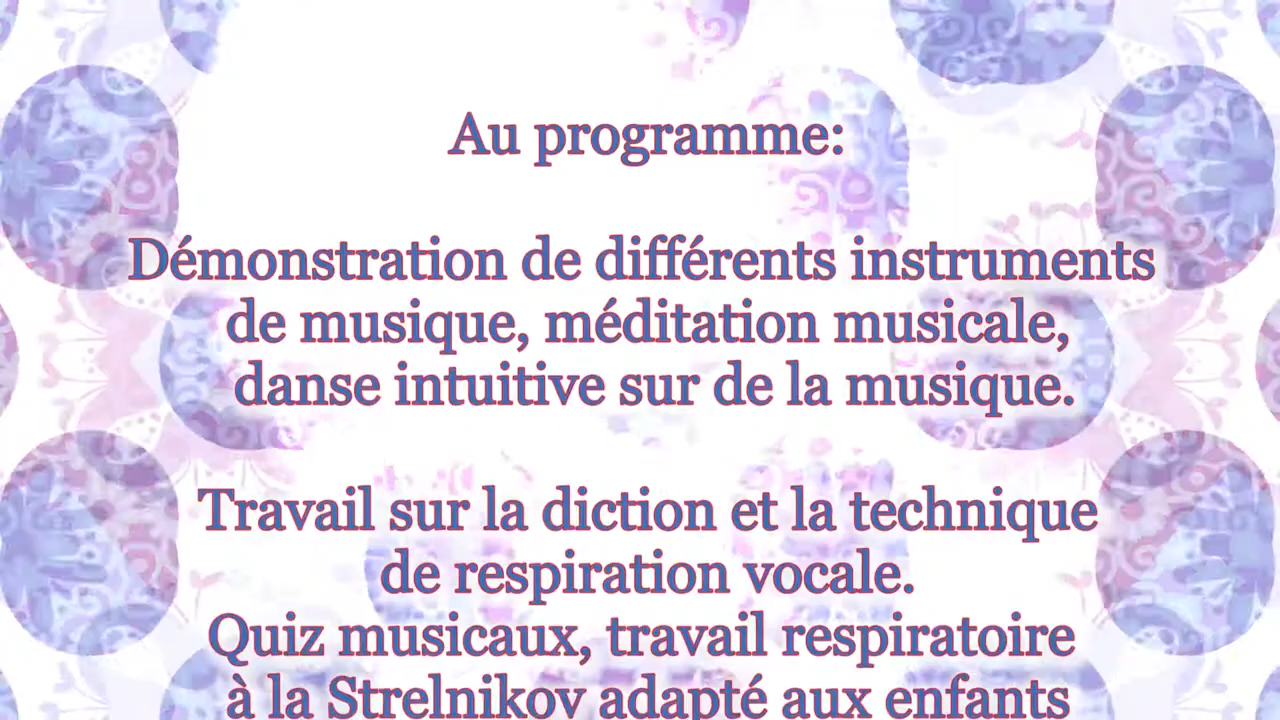 Au programme:
Démonstration de différents instruments
de musique, méditation musicale,
danse intuitive sur de la musique.
Travail sur la diction et la technique
de respiration vocale.
Quiz musicaux, travail respiratoire
à la Strelnikov adapté aux enfants